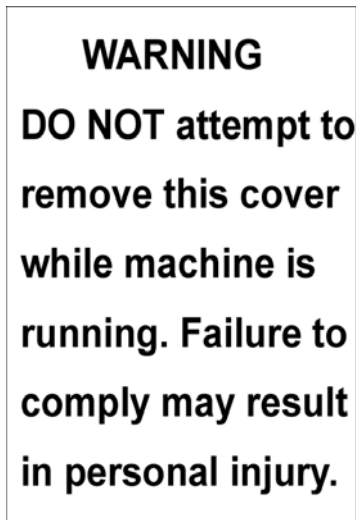 WARNING
DO NOT attempt to
remove this cover
while machine is
running. Failure to
comply may result
in personal injury.